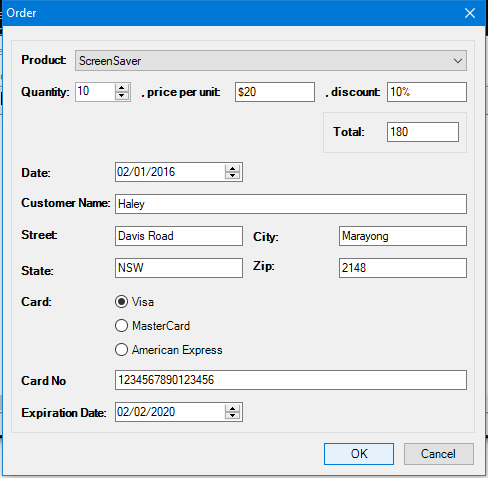 Order
Product: ScreenSaver
Quantity: 10 , price per unit: $20 , discount: 10%
Total: 180
Date: 02/01/2016
Customer Name: Haley
Street: Davis Road City: Marayong
State: NSW Zip: 2148
Card: Visa
MasterCard
American Express
Card No 1234567890123456
Expiration Date: 02/02/2020
OK Cancel